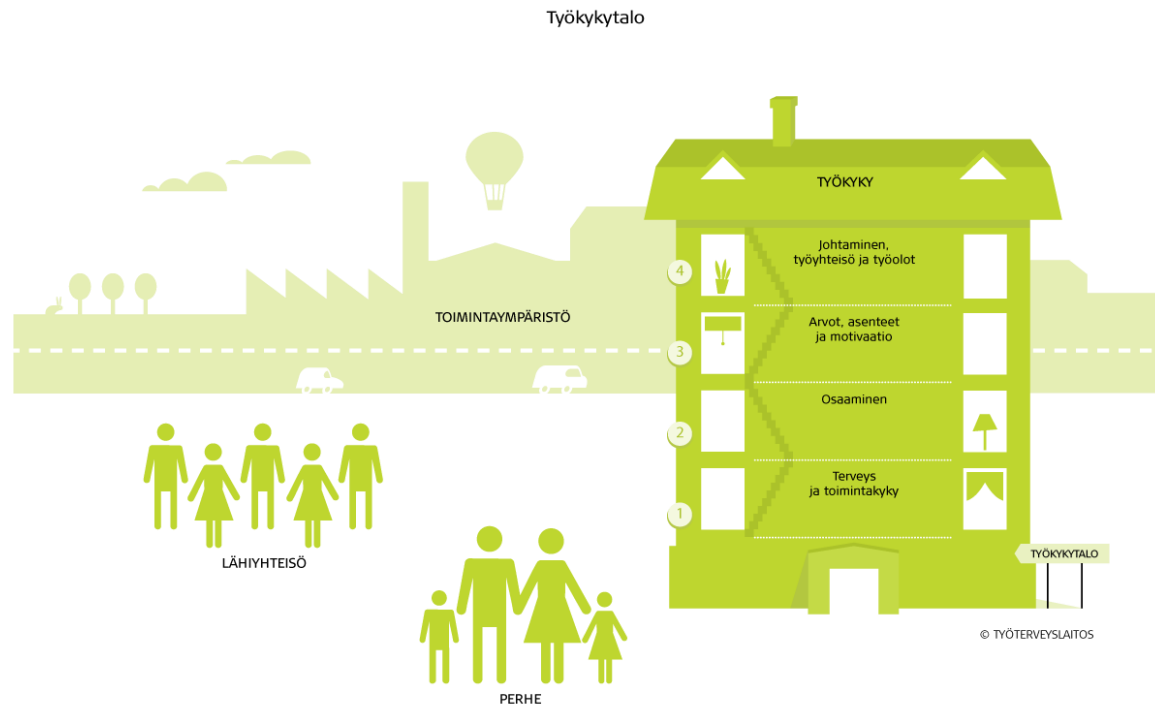 Työkykytalo
TYÖKYKY
4
Johtaminen,
työyhteisö ja työolot
TOIMINTAYMPÄRISTÖ
3
Arvot, asenteet
ja motivaatio
2
Osaaminen
1
Terveys
ja toimintakyky
LÄHIYHTEISÖ
TYÖKYKYTALO
© TYÖTERVEYSLAITOS
PERHE